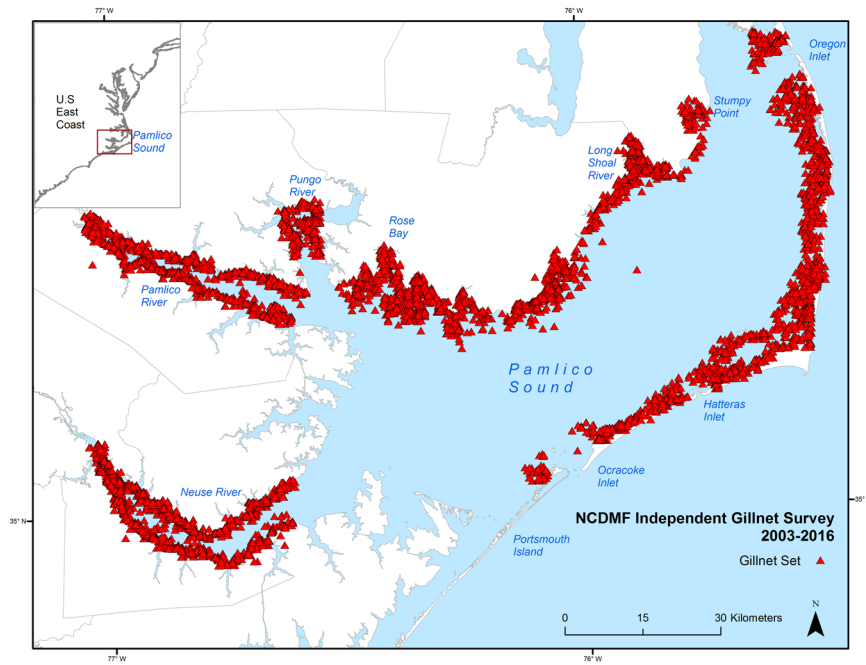 77° W
76° W
U.S
East
Coast
Pamlico
Sound
Oregon
Inlet
Stumpy
Point
Long
Shoal
River
Pungo
River
Rose
Bay
Pamlico
River
Pamlico
Sound
Hatteras
Inlet
Ocracoke
Inlet
Neuse River
Portsmouth
Island
35° N
35°
NCDMF Independent Gillnet Survey
2003-2016
Gillnet Set
N
0 15 30 Kilometers
77° W
76° W